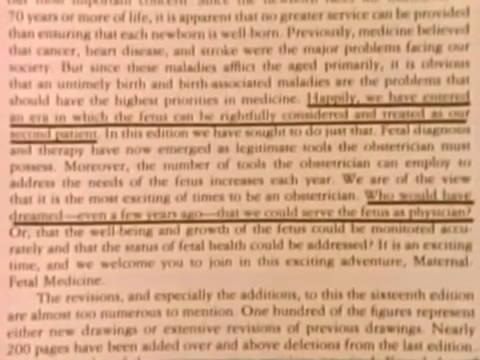 70 years or more of life, it is apparent that no greater service can be provided
than ensuring that each newborn is well-born. Previously, medicine believed
that cancer, heart disease, and stroke were the major problems facing our
society. But since these maladies afflict the aged primarily, it is obvious
that an untimely birth and birth-associated maladies are the problems that
should have the highest priorities in medicine. Happily, we have entered
an era in which the fetus can be rightfully considered and treated as our
second patient. In this edition we have sought to do just that. Fetal diagnosis
and therapy have now emerged as legitimate tools the obstetrician must
possess. Moreover, the number of tools the obstetrician can employ to
address the needs of the fetus increases each year. We are of the view
that it is the most exciting of times to be an obstetrician. Who would have
dreamed—even a few years ago—that we could serve the fetus as physician?
Or, that the well-being and growth of the fetus could be monitored accu-
rately and that the status of fetal health could be addressed? It is an exciting
time, and we welcome you to join in this exciting adventure, Maternal-
Fetal Medicine.
The revisions, and especially the additions, to this the sixteenth edition
are almost too numerous to mention. One hundred of the figures represent
either new drawings or extensive revisions of previous drawings. Nearly
200 pages have been added over and above deletions from the last edition